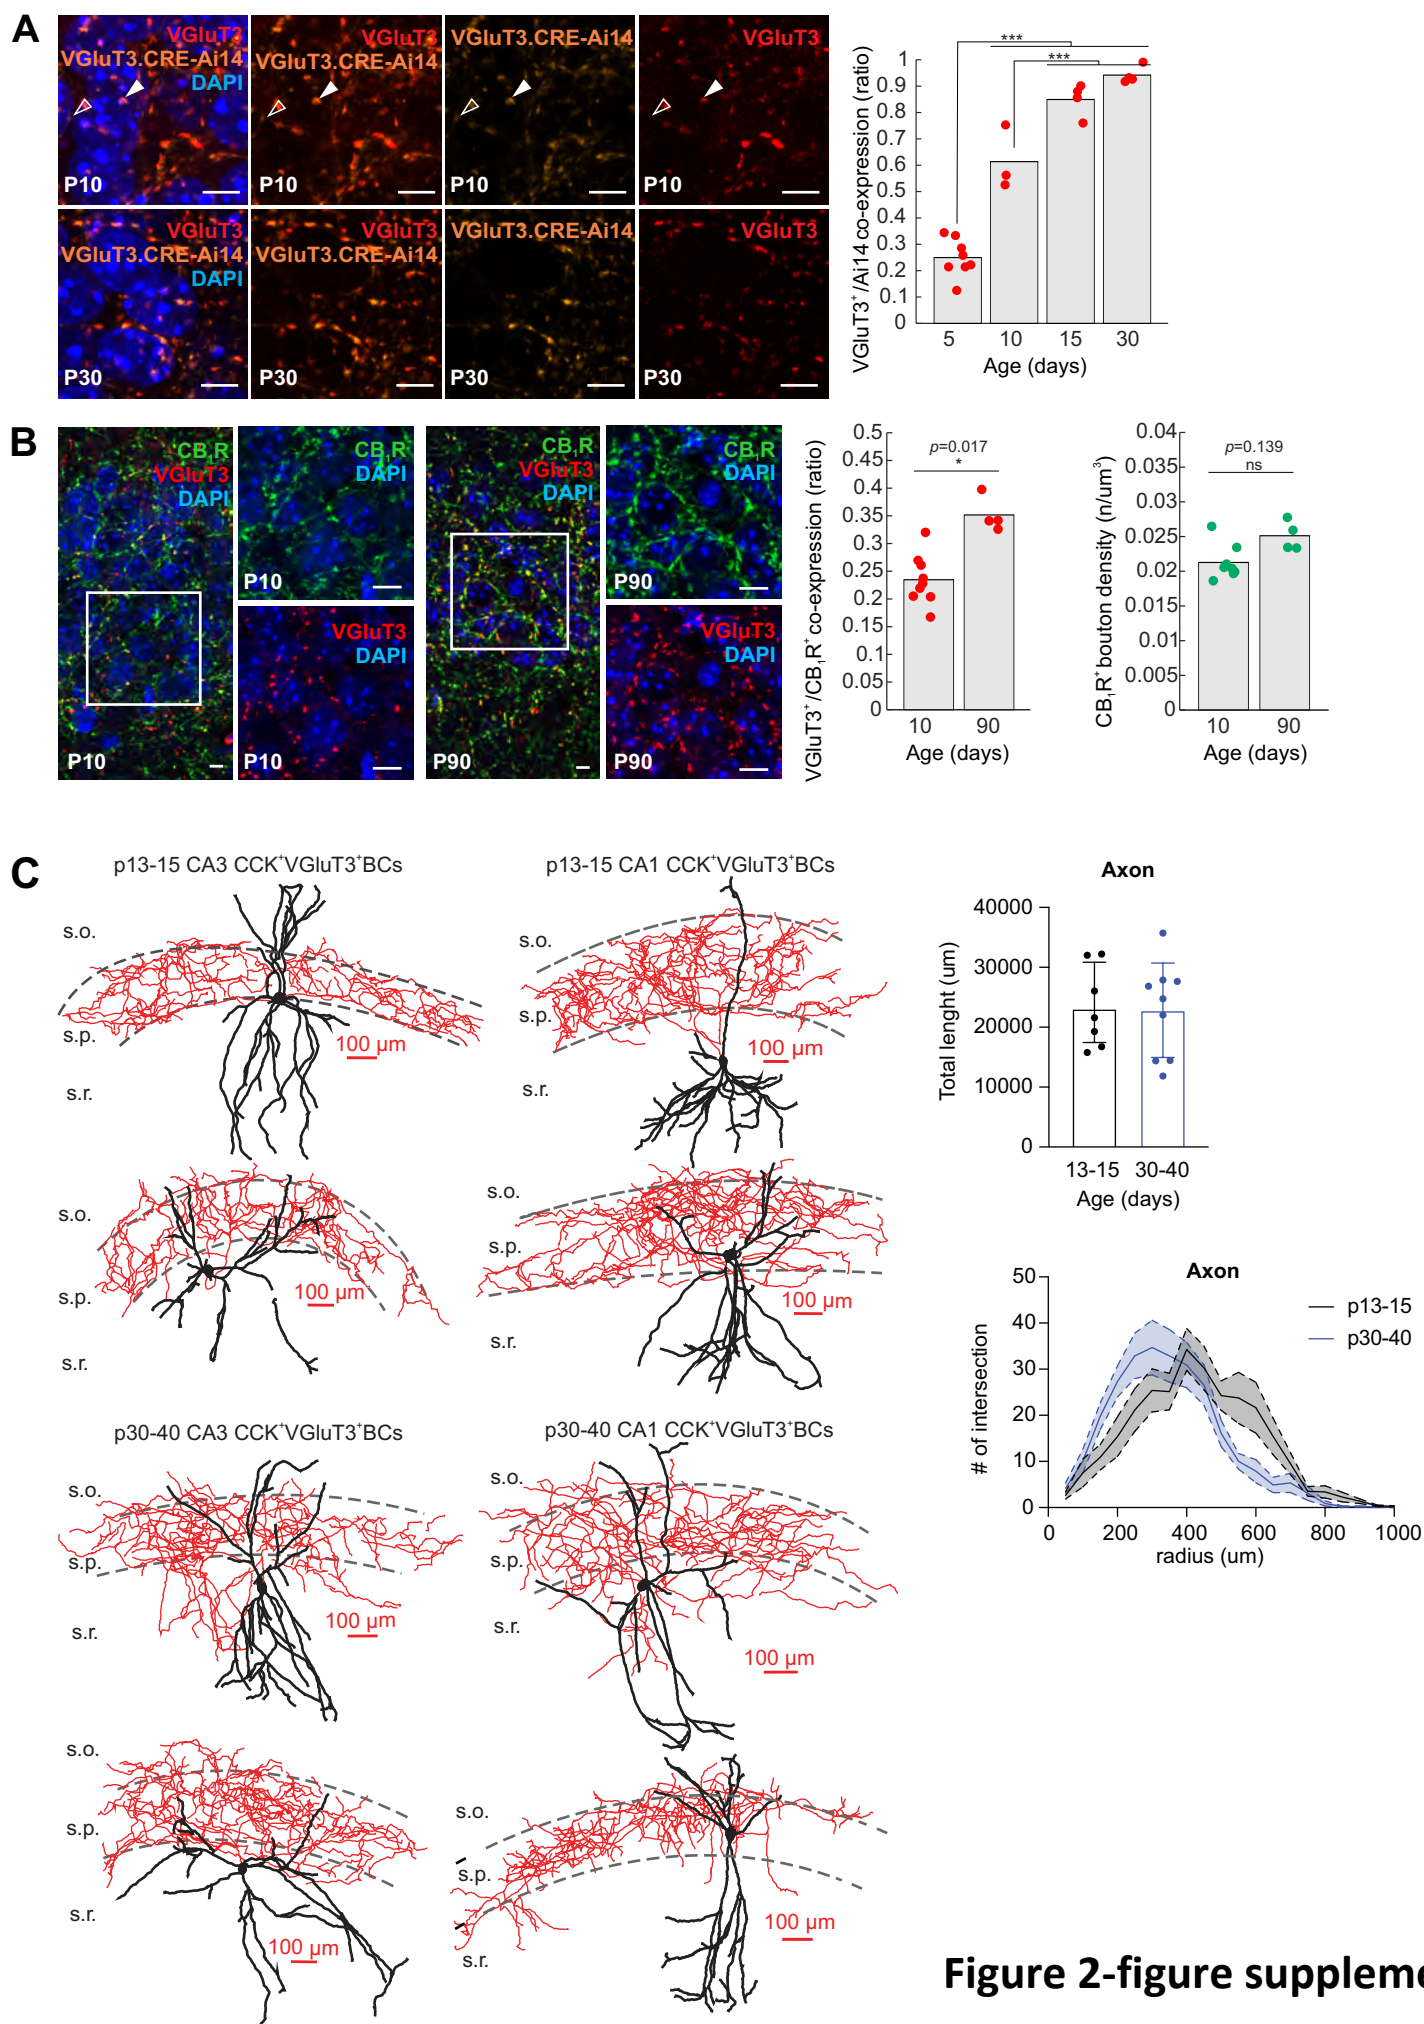 A
VGluT3
VGluT3.CRE-Ai14
DAPI
P10
VGluT3
VGluT3.CRE-Ai14
P10
VGluT3.CRE-Ai14
P10
VGluT3
P10
VGluT3
VGluT3.CRE-Ai14
DAPI
P30
VGluT3
VGluT3.CRE-Ai14
P30
VGluT3.CRE-Ai14
P30
VGluT3
P30
VGluT3⁺/Ai14 co-expression (ratio)
***
***
1
0.9
0.8
0.7
0.6
0.5
0.4
0.3
0.2
0.1
0
5 10 15 30
Age (days)
B
CB₁R
VGluT3
DAPI
P10
CB₁R
DAPI
P10
VGluT3
DAPI
P10
CB₁R
VGluT3
DAPI
P90
CB₁R
DAPI
P90
VGluT3
DAPI
P90
VGluT3⁺/CB₁R⁺ co-expression (ratio)
0.5
0.45
0.4
0.35
0.3
0.25
0.2
0.15
0.1
0.05
0
p=0.017
*
10 90
Age (days)
CB₁R⁺ bouton density (n/um³)
0.04
0.035
0.03
0.025
0.02
0.015
0.01
0.005
0
p=0.139
ns
10 90
Age (days)
C
p13-15 CA3 CCK⁺VGluT3⁺BCs
s.o.
s.p.
s.r.
100 µm
p13-15 CA1 CCK⁺VGluT3⁺BCs
s.o.
s.p.
s.r.
100 µm
s.o.
s.p.
s.r.
100 µm
s.o.
s.p.
s.r.
100 µm
p30-40 CA3 CCK⁺VGluT3⁺BCs
s.o.
s.p.
s.r.
100 µm
p30-40 CA1 CCK⁺VGluT3⁺BCs
s.o.
s.p.
s.r.
100 µm
s.o.
s.p.
s.r.
100 µm
s.o.
s.p.
s.r.
100 µm
Axon
Total lenght (um)
40000
30000
20000
10000
0
13-15 30-40
Age (days)
Axon
# of intersection
50
40
30
20
10
0
p13-15
p30-40
0 200 400 600 800 1000
radius (um)
Figure 2-figure suppleme